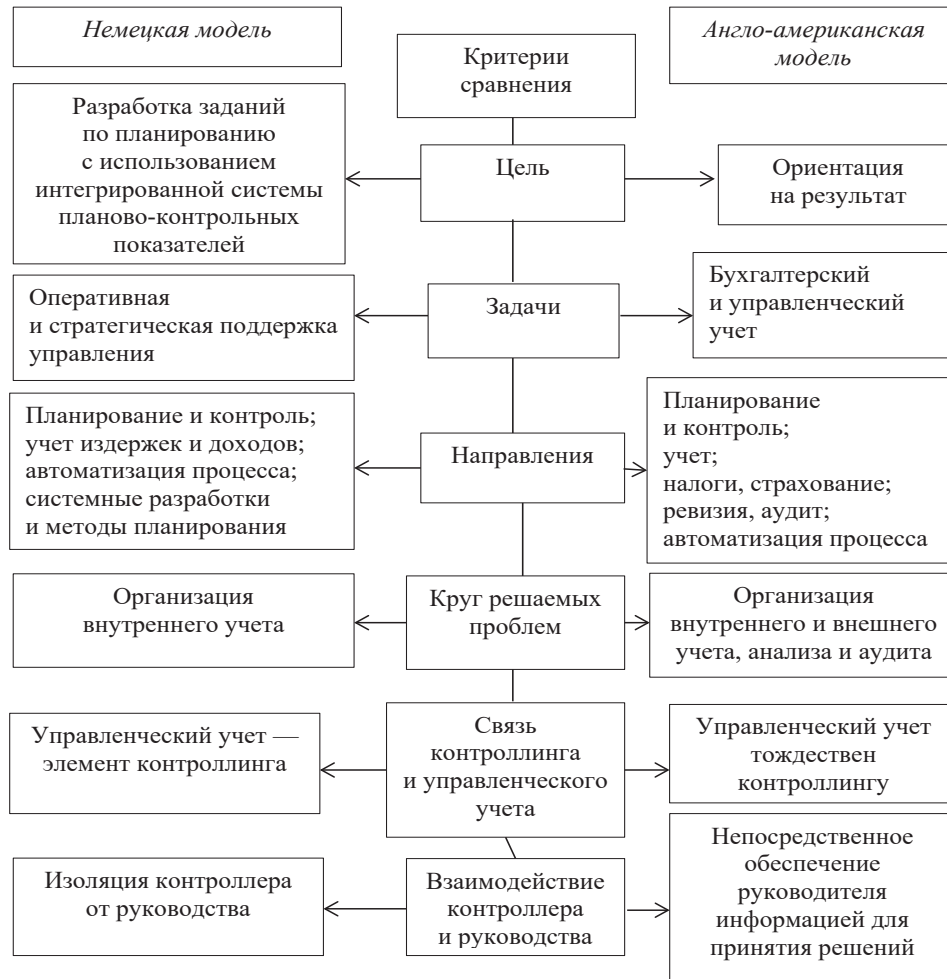 Немецкая модель
Критерии
сравнения
Англо-американская
модель
Разработка заданий
по планированию
с использованием
интегрированной системы
планово-контрольных
показателей
Цель
Ориентация
на результат
Оперативная
и стратегическая поддержка
управления
Задачи
Бухгалтерский
и управленческий
учет
Планирование и контроль;
учет издержек и доходов;
автоматизация процесса;
системные разработки
и методы планирования
Направления
Планирование
и контроль;
учет;
налоги, страхование;
ревизия, аудит;
автоматизация процесса
Организация
внутреннего учета
Круг решаемых
проблем
Организация
внутреннего и внешнего
учета, анализа и аудита
Управленческий учет —
элемент контроллинга
Связь
контроллинга
и управленческого
учета
Управленческий учет
тождествен
контроллингу
Изоляция контроллера
от руководства
Взаимодействие
контроллера
и руководства
Непосредственное
обеспечение
руководителя
информацией для
принятия решений